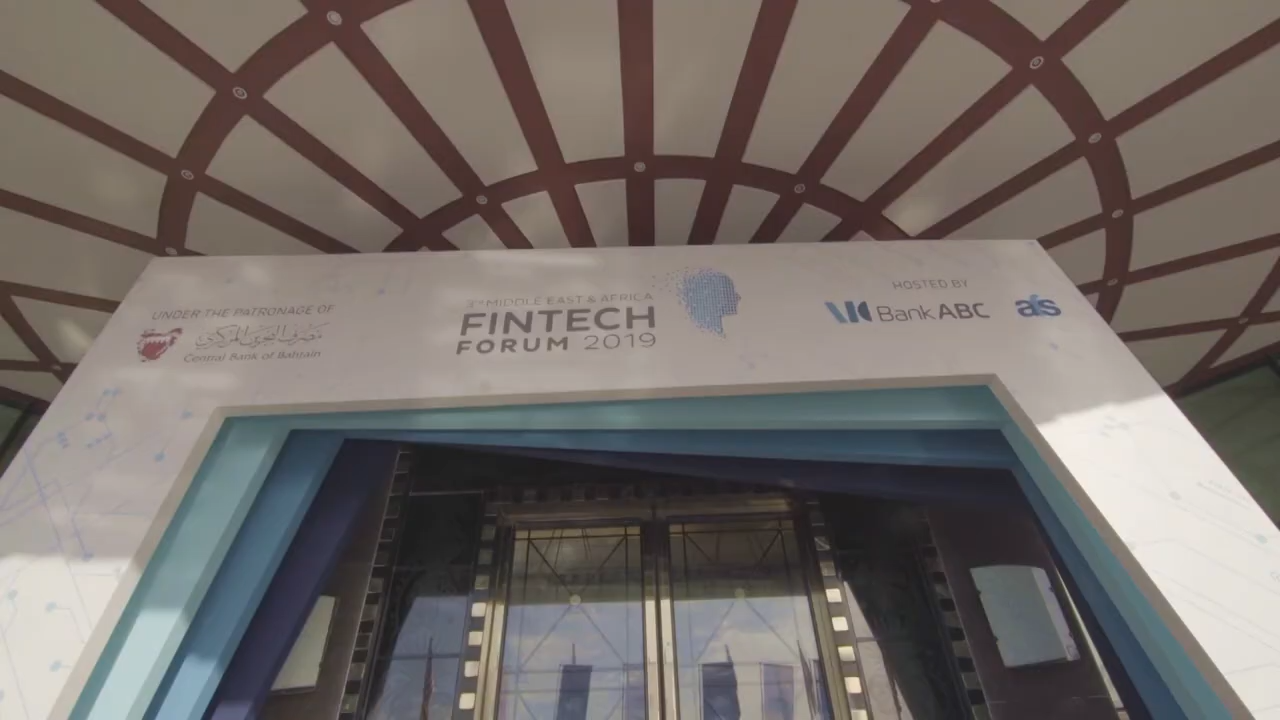 UNDER THE PATRONAGE OF
مصرف البحرين المركزي
Central Bank of Bahrain
3RD MIDDLE EAST & AFRICA
FINTECH
FORUM 2019
HOSTED BY
Bank ABC
afs